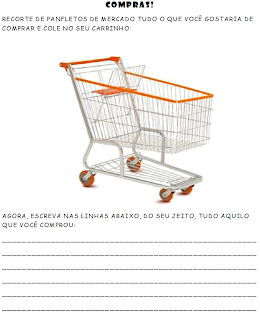 COMPRAS!
RECORTE DE PANFLETOS DE MERCADO TUDO O QUE VOCÊ GOSTARIA DE
COMPRAR E COLE NO SEU CARRINHO:
AGORA, ESCREVA NAS LINHAS ABAIXO, DO SEU JEITO, TUDO AQUILO
QUE VOCÊ COMPROU: